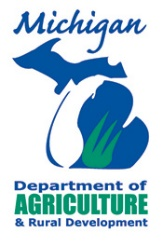 Michigan
Department of
AGRICULTURE
& Rural Development